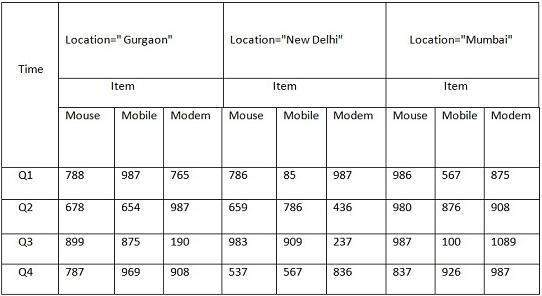 Location=" Gurgaon" Location="New Delhi" Location="Mumbai"
Time
Item Item Item
Mouse Mobile Modem Mouse Mobile Modem Mouse Mobile Modem
Q1 788 987 765 786 85 987 986 567 875
Q2 678 654 987 659 786 436 980 876 908
Q3 899 875 190 983 909 237 987 100 1089
Q4 787 969 908 537 567 836 837 926 987